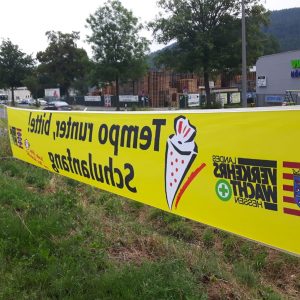 Tempo runter, bitte!
Schulanfang
LANDES
VERKEHRS
WACHT
HESSEN